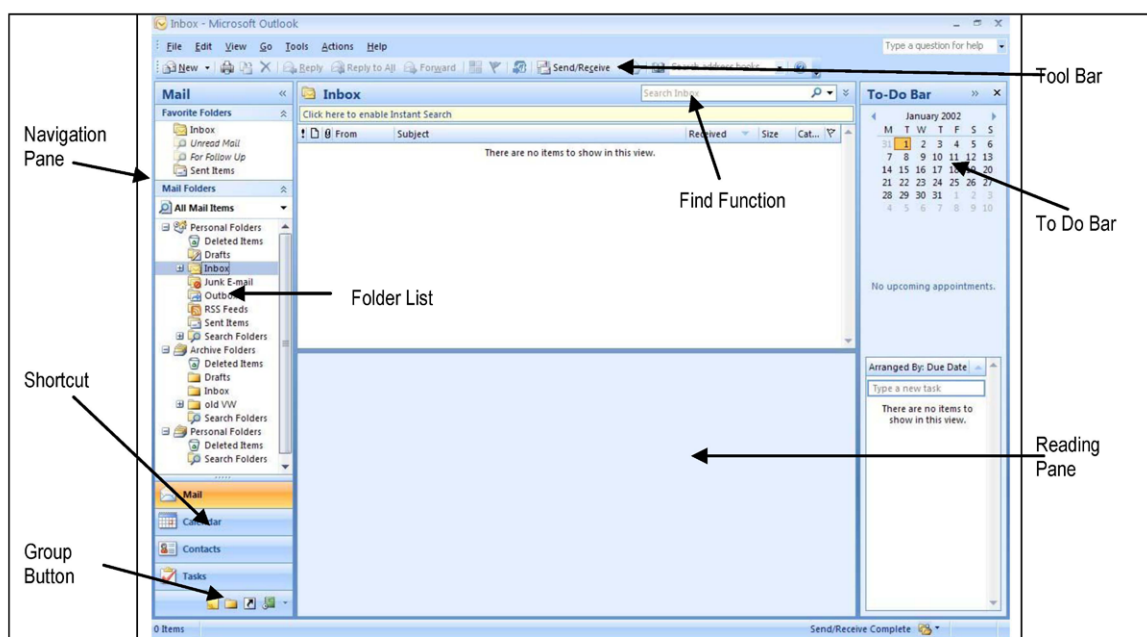 Inbox - Microsoft Outlook
File Edit View Go Tools Actions Help
Type a question for help
New Reply Reply to All Forward Send/Receive Search address books
Tool Bar
Mail «
Favorite Folders
Inbox
Unread Mail
For Follow Up
Sent Items
Mail Folders
All Mail Items
Personal Folders
Deleted Items
Drafts
Inbox
Junk E-mail
Outbox
RSS Feeds
Sent Items
Search Folders
Archive Folders
Deleted Items
Drafts
Inbox
old VW
Search Folders
Personal Folders
Deleted Items
Search Folders
Mail
Calendar
Contacts
Tasks
0 Items
Navigation
Pane
Folder List
Shortcut
Group
Button
Inbox
Search Inbox
Click here to enable Instant Search
! From Subject Received Size Cat...
There are no items to show in this view.
Find Function
To-Do Bar »
January 2002
M T W T F S S
31 1 2 3 4 5 6
7 8 9 10 11 12 13
14 15 16 17 18 19 20
21 22 23 24 25 26 27
28 29 30 31 1 2 3
4 5 6 7 8 9 10
To Do Bar
No upcoming appointments.
Arranged By: Due Date
Type a new task
There are no items to
show in this view.
Reading
Pane
Send/Receive Complete